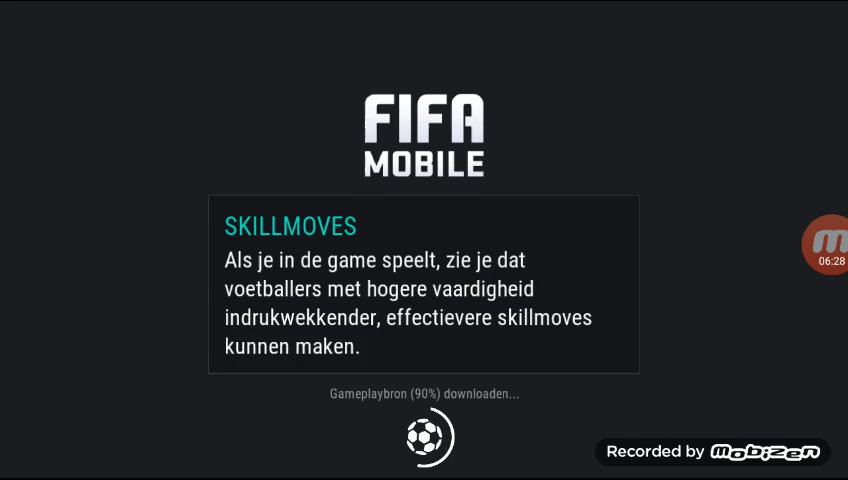 FIFA
MOBILE
SKILLMOVES
Als je in de game speelt, zie je dat
voetballers met hogere vaardigheid
indrukwekkender, effectievere skillmoves
kunnen maken.
Gameplaybron (90%) downloaden...
06:28
Recorded by mobizen